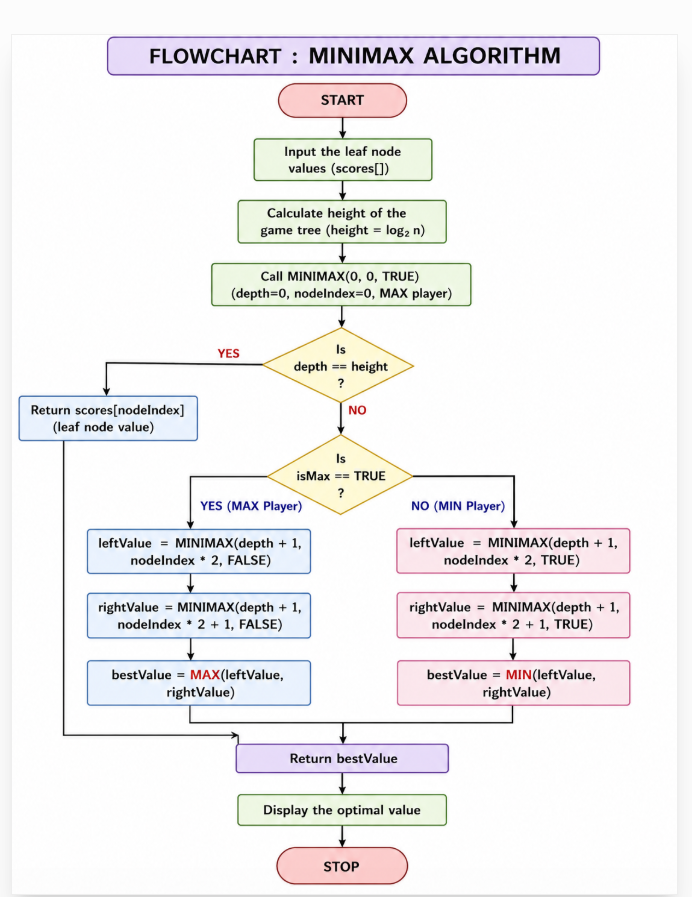 FLOWCHART : MINIMAX ALGORITHM
START
Input the leaf node
values (scores[])
Calculate height of the
game tree (height = log₂ n)
Call MINIMAX(0, 0, TRUE)
(depth=0, nodeIndex=0, MAX player)
Is
depth == height
?
YES
NO
Return scores[nodeIndex]
(leaf node value)
Is
isMax == TRUE
?
YES (MAX Player)
NO (MIN Player)
leftValue = MINIMAX(depth + 1,
nodeIndex * 2, FALSE)
rightValue = MINIMAX(depth + 1,
nodeIndex * 2 + 1, FALSE)
bestValue = MAX(leftValue,
rightValue)
leftValue = MINIMAX(depth + 1,
nodeIndex * 2, TRUE)
rightValue = MINIMAX(depth + 1,
nodeIndex * 2 + 1, TRUE)
bestValue = MIN(leftValue,
rightValue)
Return bestValue
Display the optimal value
STOP